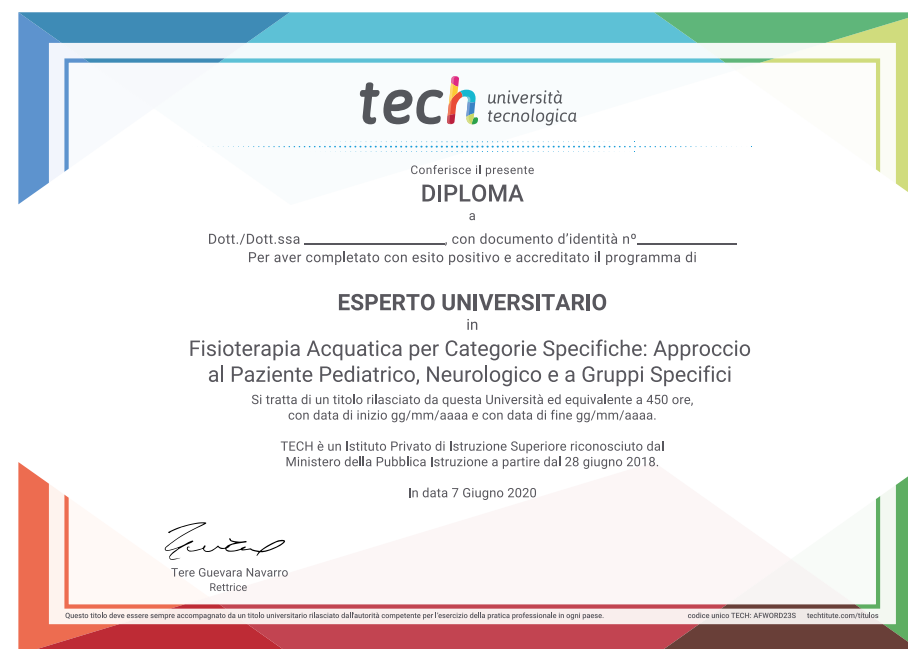 tech università
tecnologica
Conferisce il presente
DIPLOMA
a
Dott./Dott.ssa ____________________, con documento d'identità nº______________
Per aver completato con esito positivo e accreditato il programma di
ESPERTO UNIVERSITARIO
in
Fisioterapia Acquatica per Categorie Specifiche: Approccio
al Paziente Pediatrico, Neurologico e a Gruppi Specifici
Si tratta di un titolo rilasciato da questa Università ed equivalente a 450 ore,
con data di inizio gg/mm/aaaa e con data di fine gg/mm/aaaa.
TECH è un Istituto Privato di Istruzione Superiore riconosciuto dal
Ministero della Pubblica Istruzione a partire dal 28 giugno 2018.
In data 7 Giugno 2020
Tere Guevara Navarro
Rettrice
Questo titolo deve essere sempre accompagnato da un titolo universitario rilasciato dall'autorità competente per l'esercizio della pratica professionale in ogni paese. codice unico TECH: AFWORD23S techtitute.com/titulos